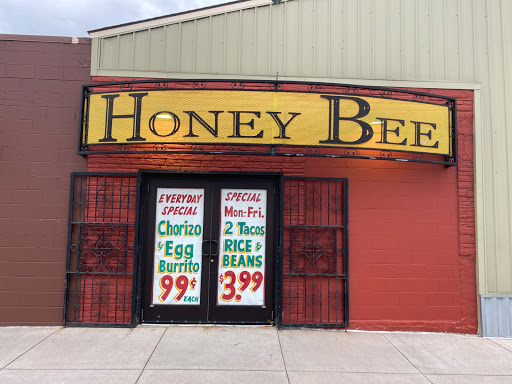 HONEY BEE
EVERYDAY
SPECIAL
Chorizo
&
Egg
Burrito
99¢
EACH
SPECIAL
Mon-Fri.
2 Tacos
RICE &
BEANS
$3.99